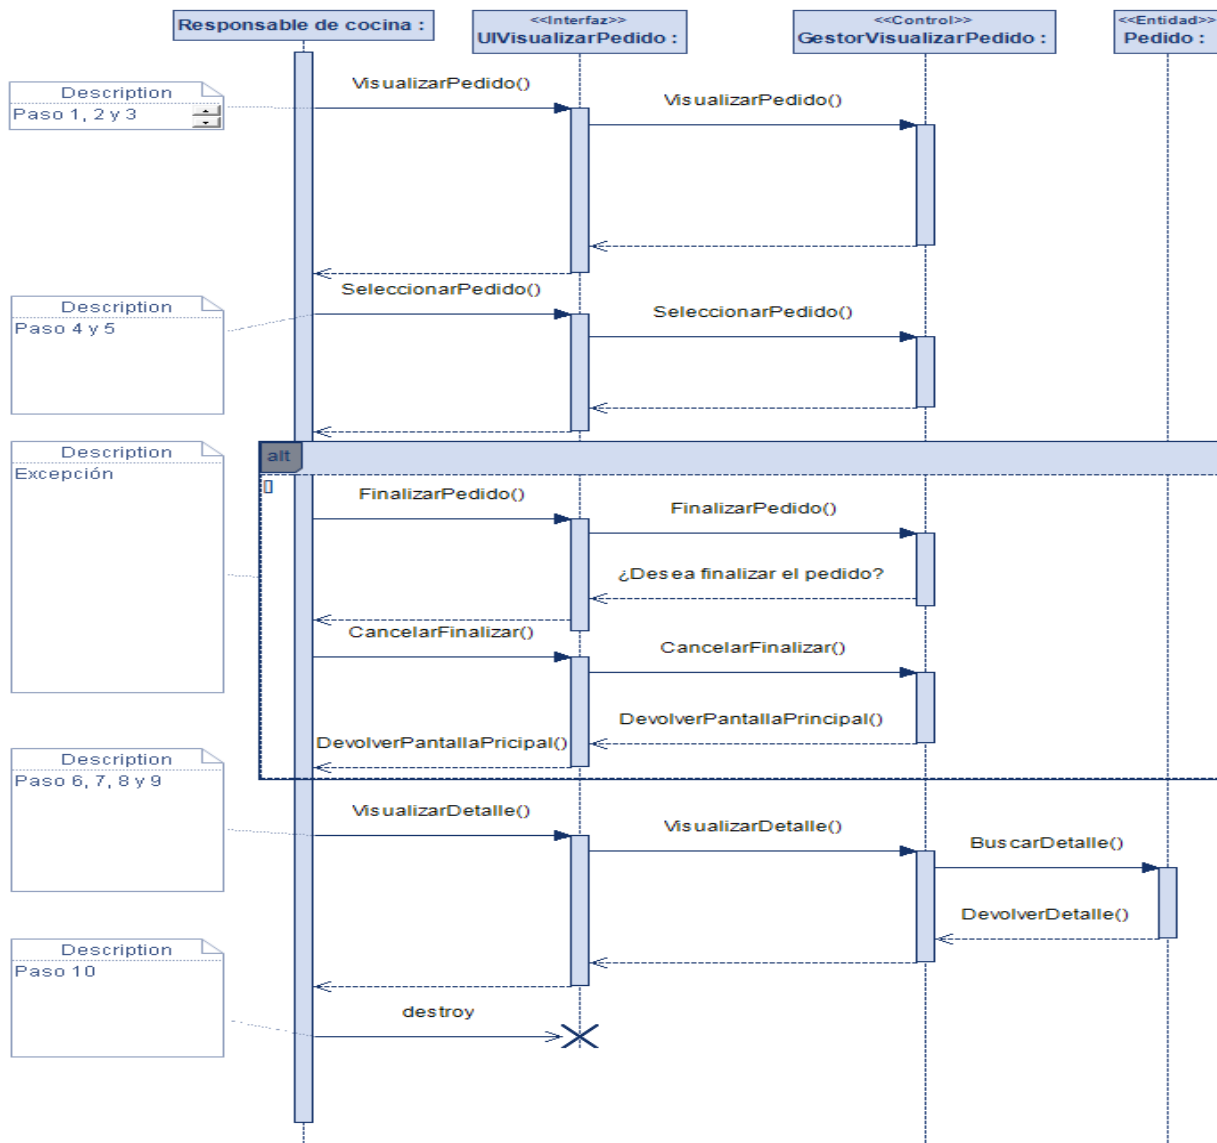 Responsable de cocina :
<<Interfaz>>
UIVisualizarPedido :
<<Control>>
GestorVisualizarPedido :
<<Entidad>>
Pedido :
Description
Paso 1, 2 y 3
VisualizarPedido()
VisualizarPedido()
Description
Paso 4 y 5
SeleccionarPedido()
SeleccionarPedido()
Description
Excepción
alt
[]
FinalizarPedido()
FinalizarPedido()
¿Desea finalizar el pedido?
CancelarFinalizar()
CancelarFinalizar()
DevolverPantallaPrincipal()
DevolverPantallaPricipal()
Description
Paso 6, 7, 8 y 9
VisualizarDetalle()
VisualizarDetalle()
BuscarDetalle()
DevolverDetalle()
Description
Paso 10
destroy